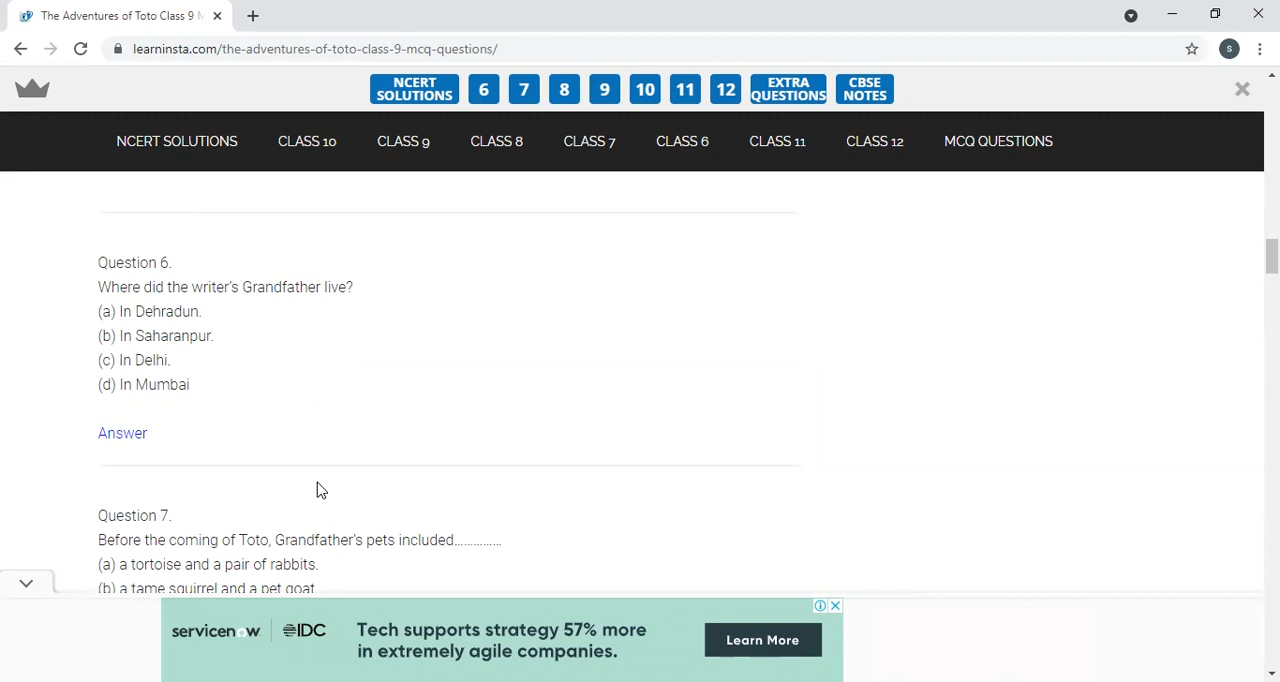 The Adventures of Toto Class 9 M
S
learninsta.com/the-adventures-of-toto-class-9-mcq-questions/
NCERT SOLUTIONS 6 7 8 9 10 11 12 EXTRA QUESTIONS CBSE NOTES
NCERT SOLUTIONS CLASS 10 CLASS 9 CLASS 8 CLASS 7 CLASS 6 CLASS 11 CLASS 12 MCQ QUESTIONS
Question 6.
Where did the writer's Grandfather live?
(a) In Dehradun.
(b) In Saharanpur.
(c) In Delhi.
(d) In Mumbai
Answer
Question 7.
Before the coming of Toto, Grandfather's pets included…………..
(a) a tortoise and a pair of rabbits.
(b) a tame squirrel and a pet goat
servicenow IDC
Tech supports strategy 57% more
in extremely agile companies.
Learn More